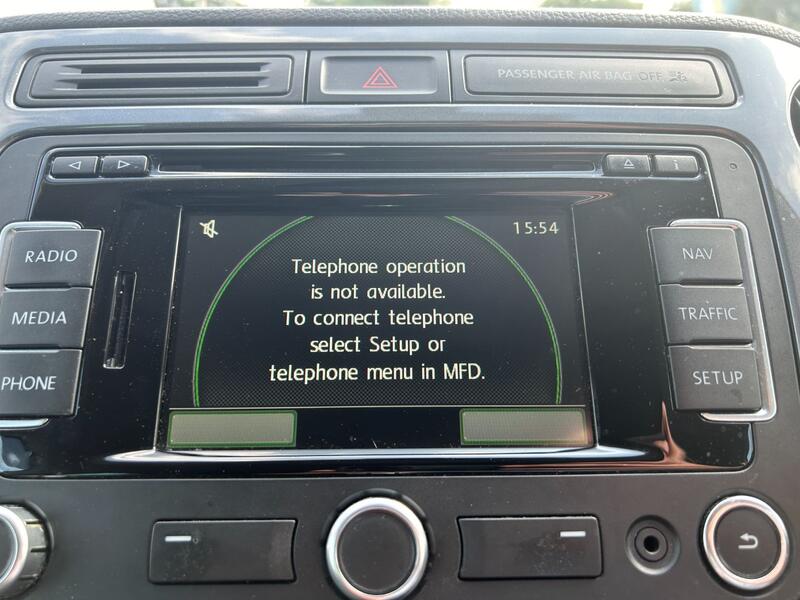 PASSENGER AIR BAG OFF
RADIO
MEDIA
PHONE
15:54
Telephone operation
is not available.
To connect telephone
select Setup or
telephone menu in MFD.
NAV
TRAFFIC
SETUP
i